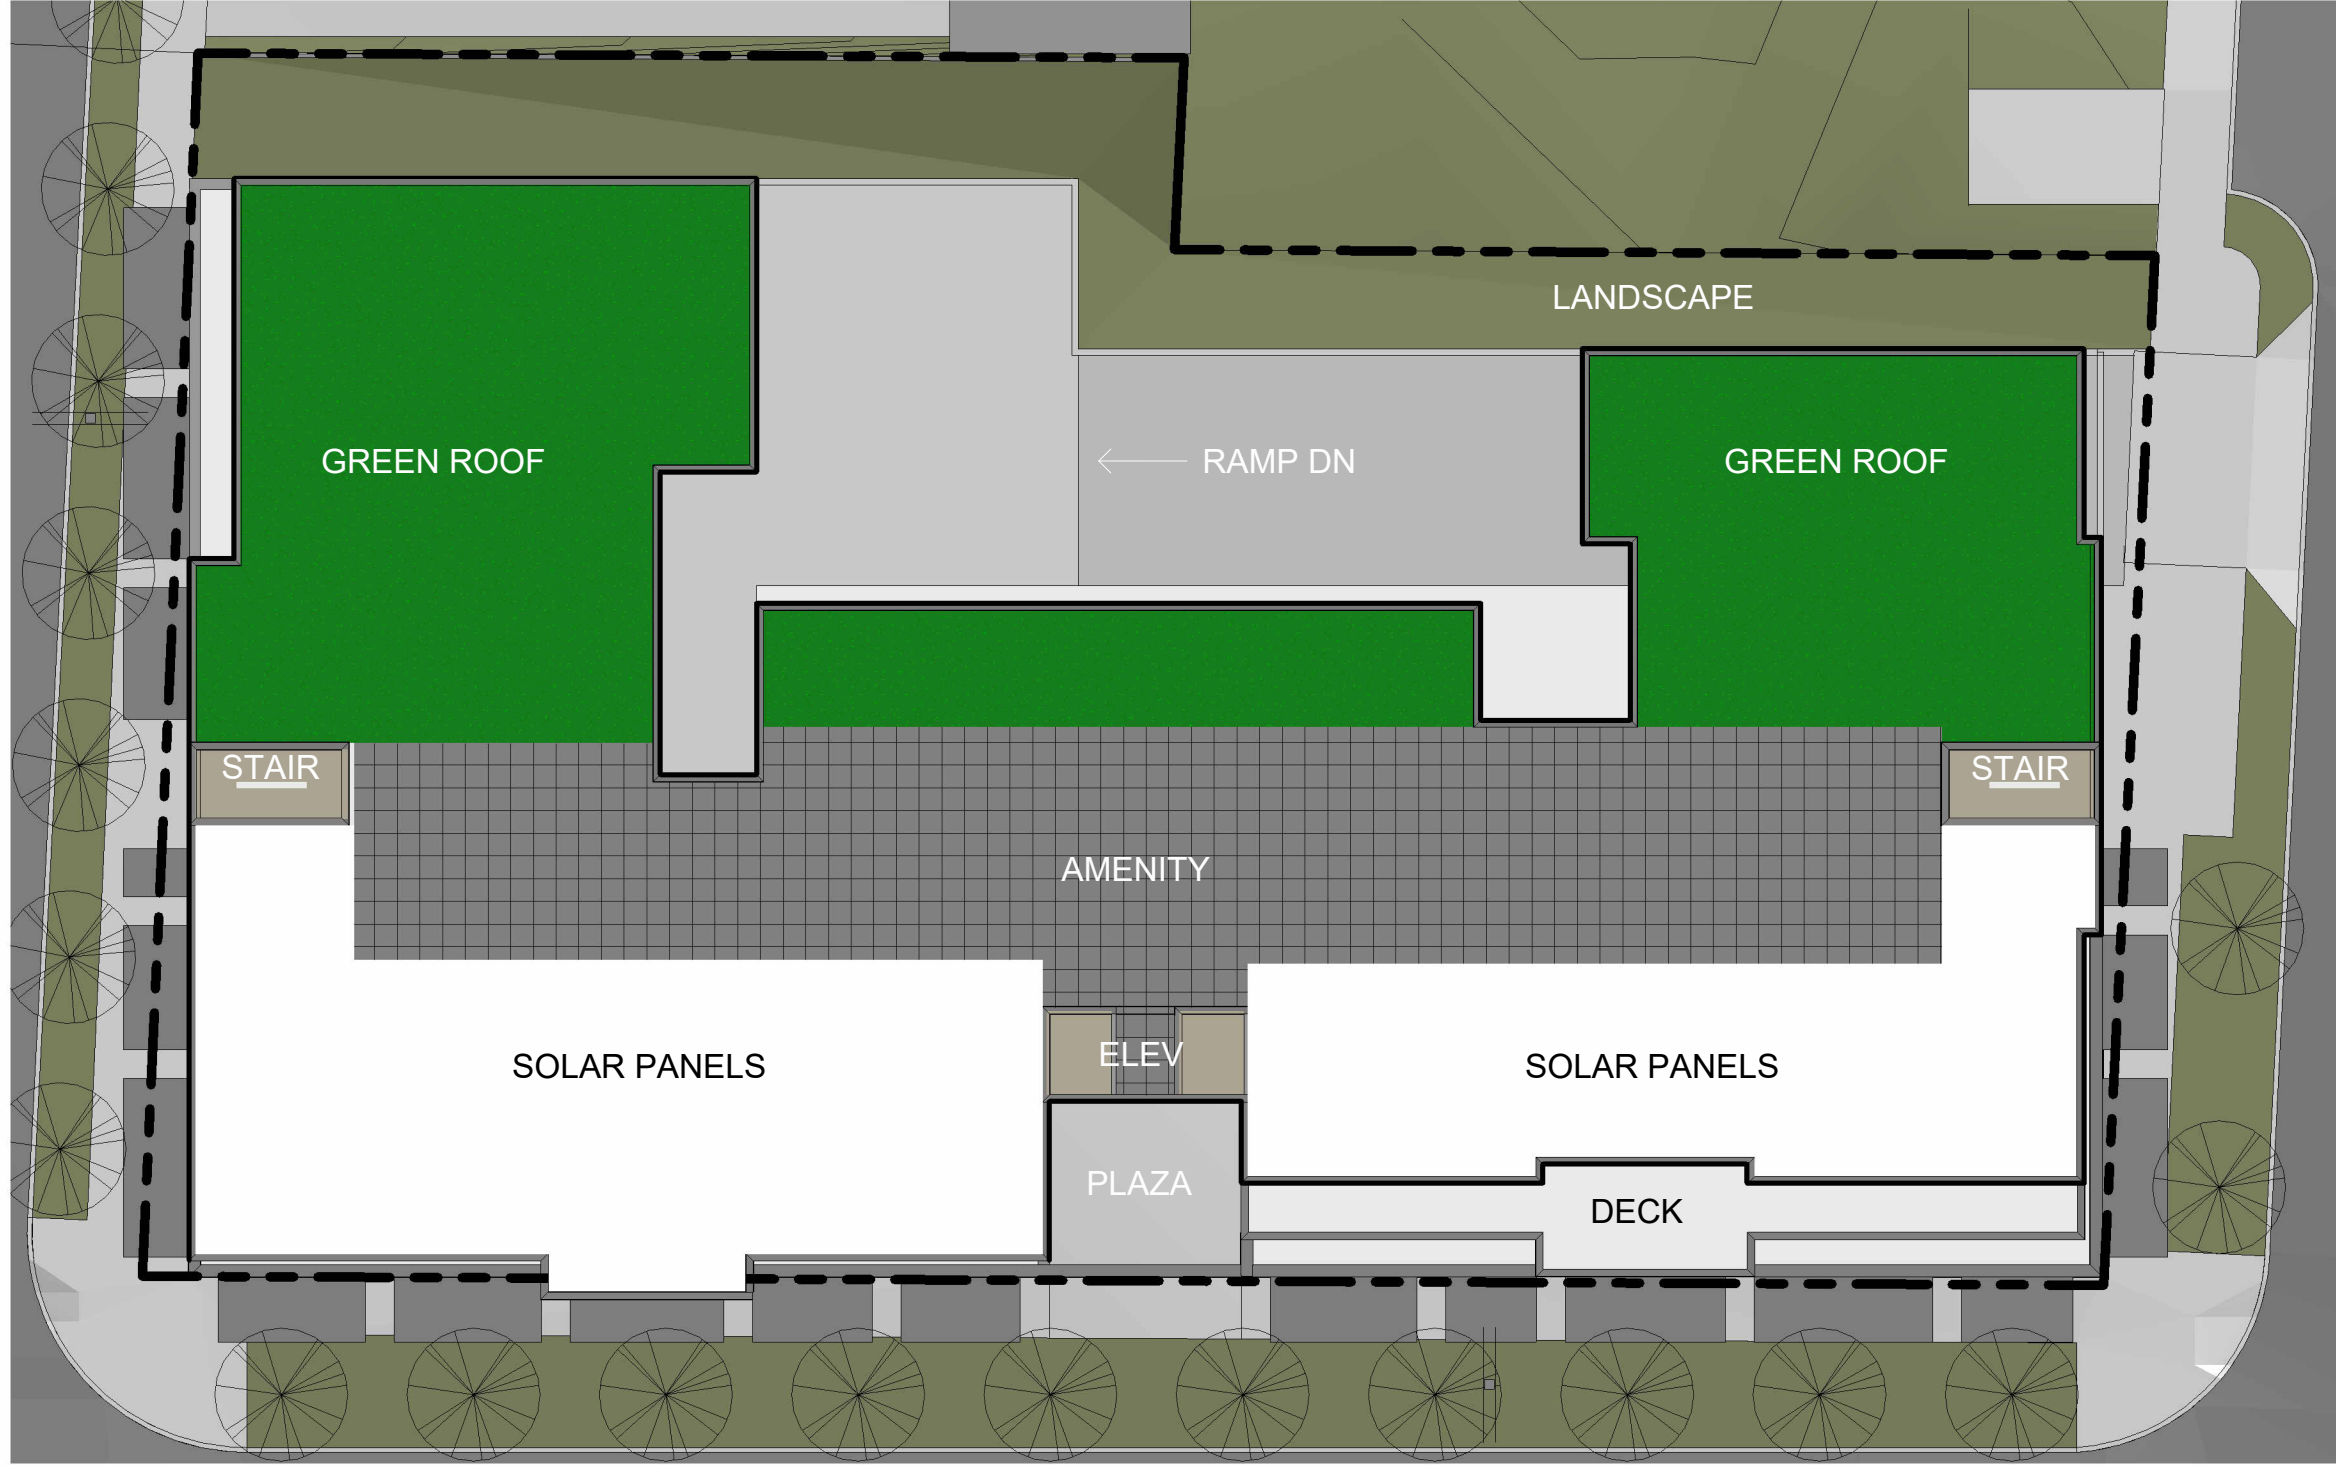 LANDSCAPE
GREEN ROOF
RAMP DN
GREEN ROOF
STAIR
STAIR
AMENITY
ELEV
SOLAR PANELS
SOLAR PANELS
PLAZA
DECK